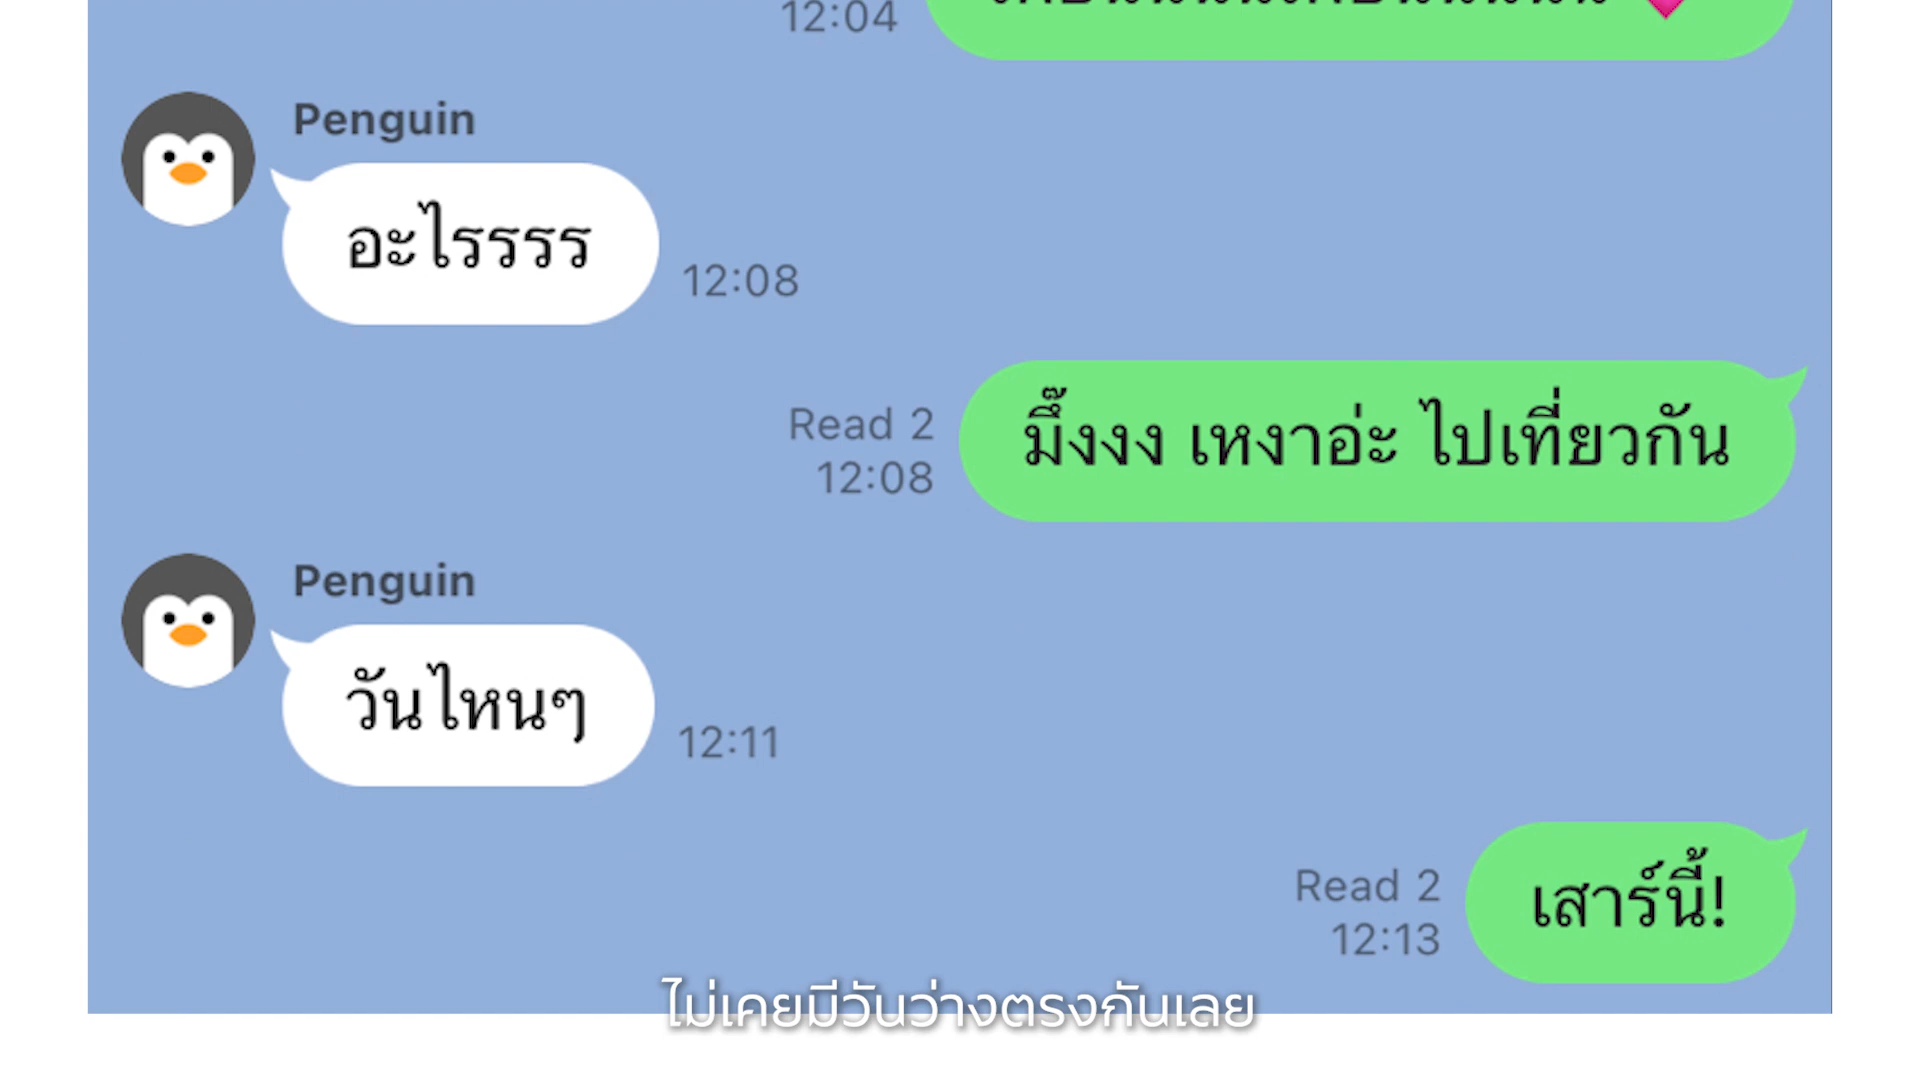 12:04
Penguin
อะไรรรร
12:08
Read 2
12:08
มึ๊งงง เหงาอ่ะ ไปเที่ยวกัน
Penguin
วันไหนๆ
12:11
Read 2
12:13
เสาร์นี้!
ไม่เคยมีวันว่างตรงกันเลย